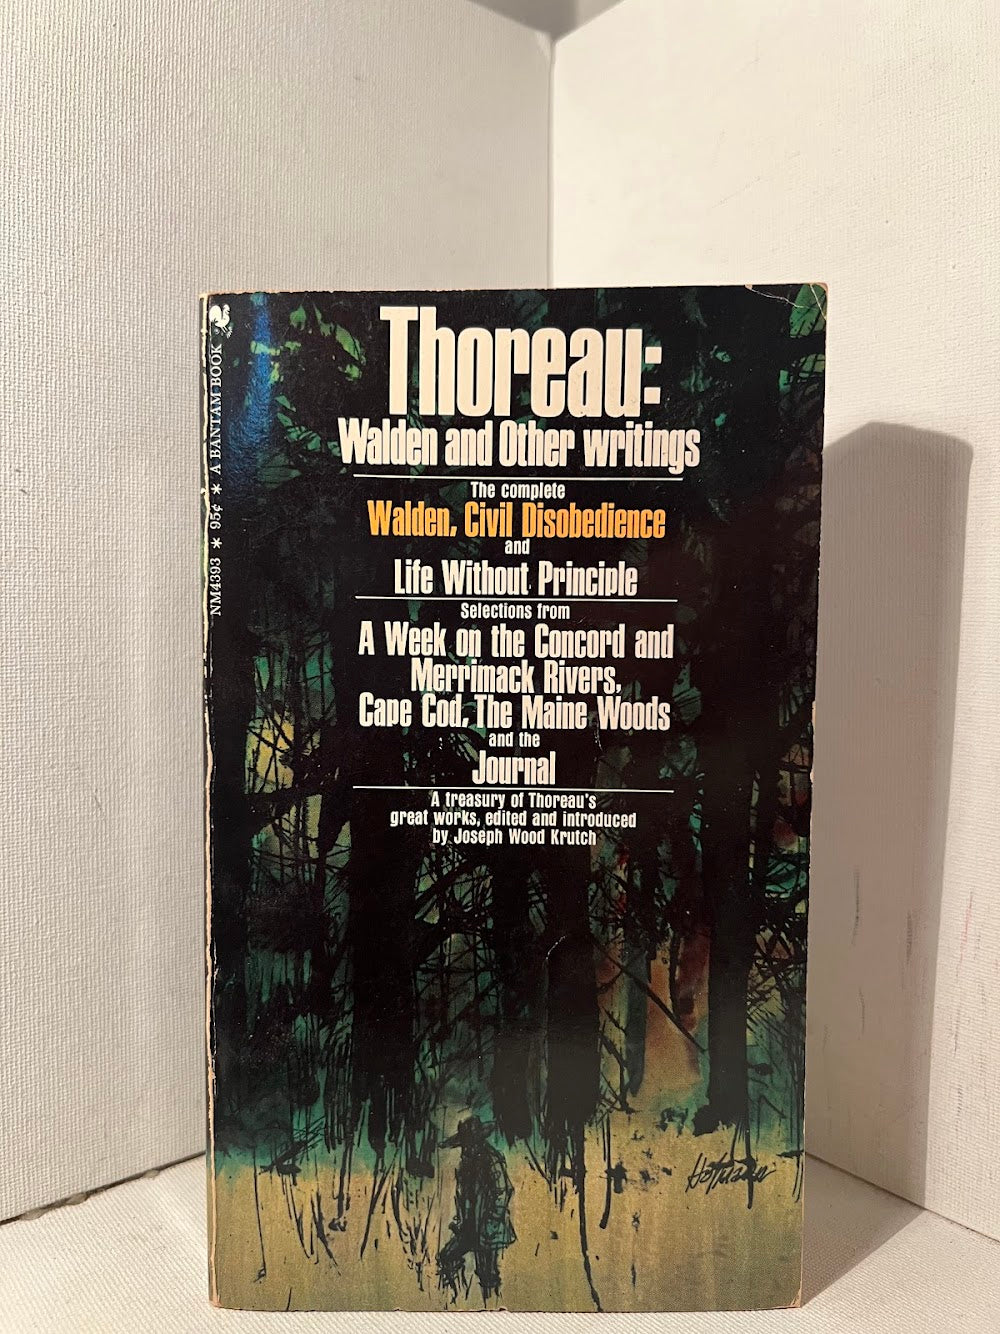 Thoreau:
Walden and Other writings
The complete
Walden, Civil Disobedience
and
Life Without Principle
Selections from
A Week on the Concord and
Merrimack Rivers,
Cape Cod, The Maine Woods
and the
Journal
A treasury of Thoreau's
great works, edited and introduced
by Joseph Wood Krutch
NM4393 * 95¢ * A BANTAM BOOK
Hofmann